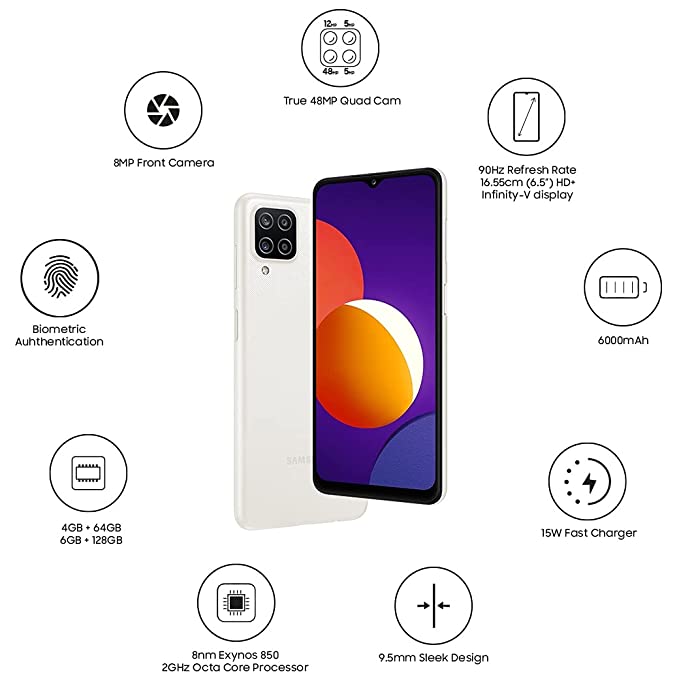 12MP 5MP
48MP 5MP
True 48MP Quad Cam
8MP Front Camera
90Hz Refresh Rate
16.55cm (6.5") HD+
Infinity-V display
Biometric
Auhthentication
6000mAh
4GB + 64GB
6GB + 128GB
15W Fast Charger
8nm Exynos 850
2GHz Octa Core Processor
9.5mm Sleek Design
SAMS